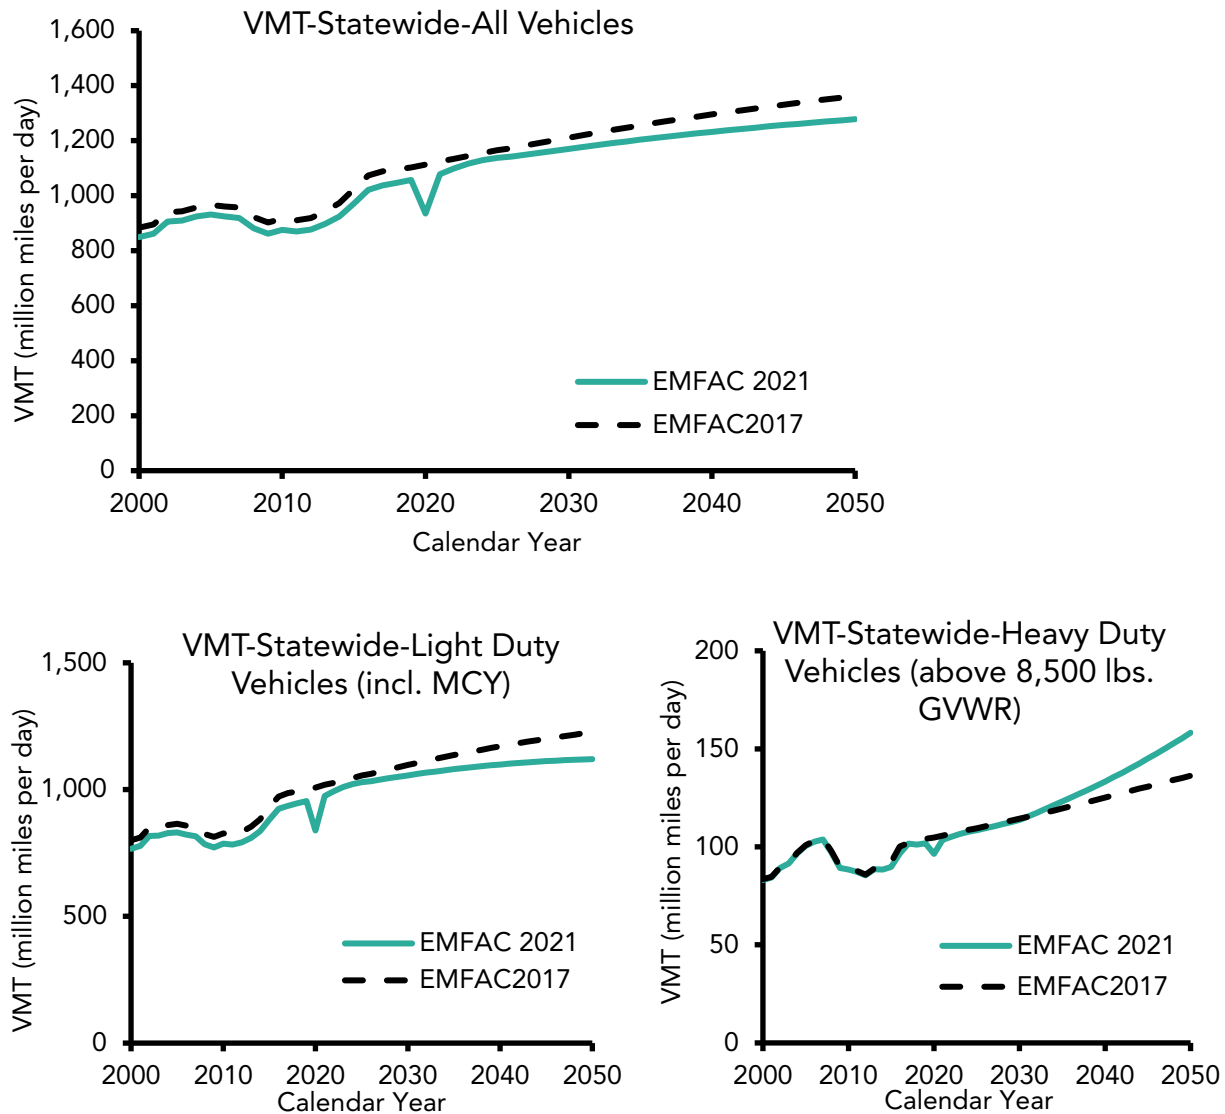 VMT-Statewide-All Vehicles
VMT (million miles per day)
1,600
1,400
1,200
1,000
800
600
400
200
0
EMFAC 2021
EMFAC2017
2000 2010 2020 2030 2040 2050
Calendar Year
VMT-Statewide-Light Duty
Vehicles (incl. MCY)
VMT (million miles per day)
1,500
1,000
500
0
EMFAC 2021
EMFAC2017
2000 2010 2020 2030 2040 2050
Calendar Year
VMT-Statewide-Heavy Duty
Vehicles (above 8,500 lbs.
GVWR)
VMT (million miles per day)
200
150
100
50
0
EMFAC 2021
EMFAC2017
2000 2010 2020 2030 2040 2050
Calendar Year